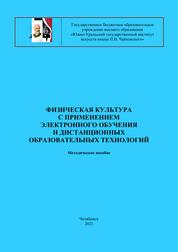 Государственное бюджетное образовательное
учреждение высшего образования
«Южно-Уральский государственный институт
искусств имени П.И. Чайковского»
ФИЗИЧЕСКАЯ КУЛЬТУРА
С ПРИМЕНЕНИЕМ
ЭЛЕКТРОННОГО ОБУЧЕНИЯ
И ДИСТАНЦИОННЫХ
ОБРАЗОВАТЕЛЬНЫХ ТЕХНОЛОГИЙ
Методическое пособие
Челябинск
2021